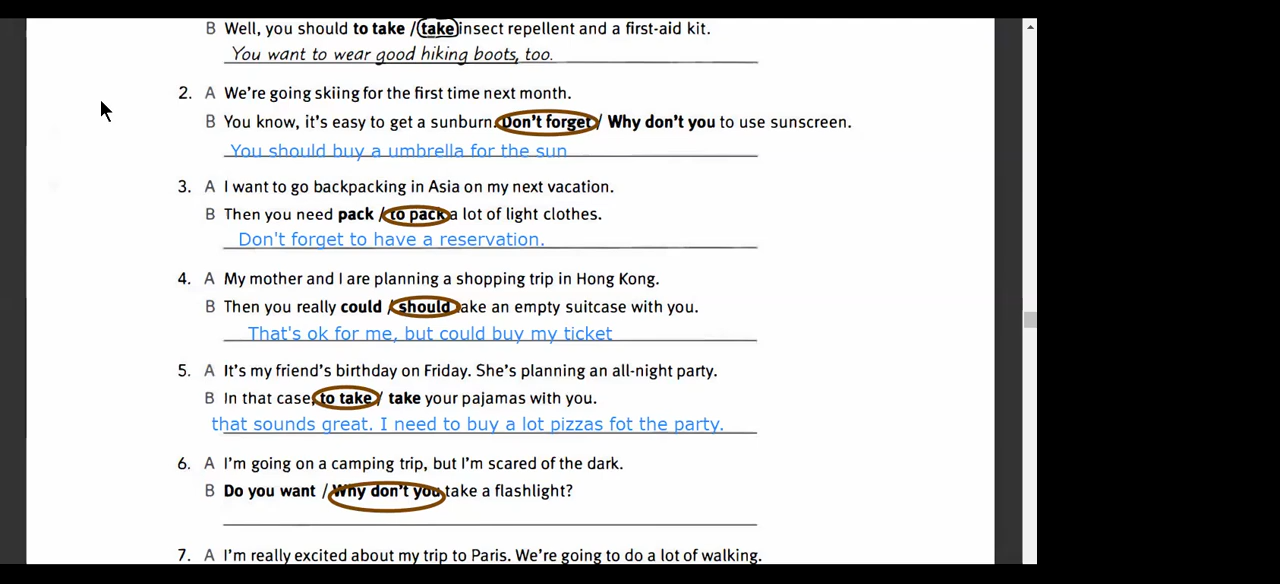 B Well, you should to take / take insect repellent and a first-aid kit.
You want to wear good hiking boots, too.
2. A We're going skiing for the first time next month.
B You know, it's easy to get a sunburn. Don't forget / Why don't you to use sunscreen.
You should buy a umbrella for the sun
3. A I want to go backpacking in Asia on my next vacation.
B Then you need pack / to pack a lot of light clothes.
Don't forget to have a reservation.
4. A My mother and I are planning a shopping trip in Hong Kong.
B Then you really could / should take an empty suitcase with you.
That's ok for me, but could buy my ticket
5. A It's my friend's birthday on Friday. She's planning an all-night party.
B In that case, to take / take your pajamas with you.
that sounds great. I need to buy a lot pizzas fot the party.
6. A I'm going on a camping trip, but I'm scared of the dark.
B Do you want / Why don't you take a flashlight?
7. A I'm really excited about my trip to Paris. We're going to do a lot of walking.